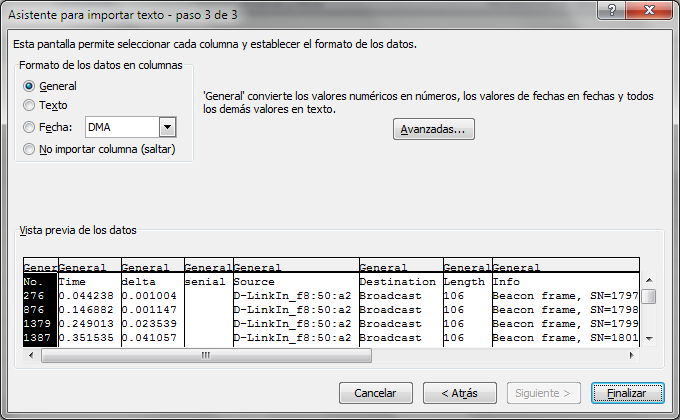 Asistente para importar texto - paso 3 de 3
Esta pantalla permite seleccionar cada columna y establecer el formato de los datos.
Formato de los datos en columnas
General
Texto
Fecha: DMA
No importar columna (saltar)
'General' convierte los valores numéricos en números, los valores de fechas en fechas y todos
los demás valores en texto.
Avanzadas...
Vista previa de los datos
Gener General General General General General General General
No. Time delta senial Source Destination Length Info
276 0.044238 0.001004 D-LinkIn_f8:50:a2 Broadcast 106 Beacon frame, SN=1797
876 0.146882 0.001147 D-LinkIn_f8:50:a2 Broadcast 106 Beacon frame, SN=1798
1379 0.249013 0.023539 D-LinkIn_f8:50:a2 Broadcast 106 Beacon frame, SN=1799
1387 0.351535 0.041057 D-LinkIn_f8:50:a2 Broadcast 106 Beacon frame, SN=1801
Cancelar < Atrás Siguiente > Finalizar